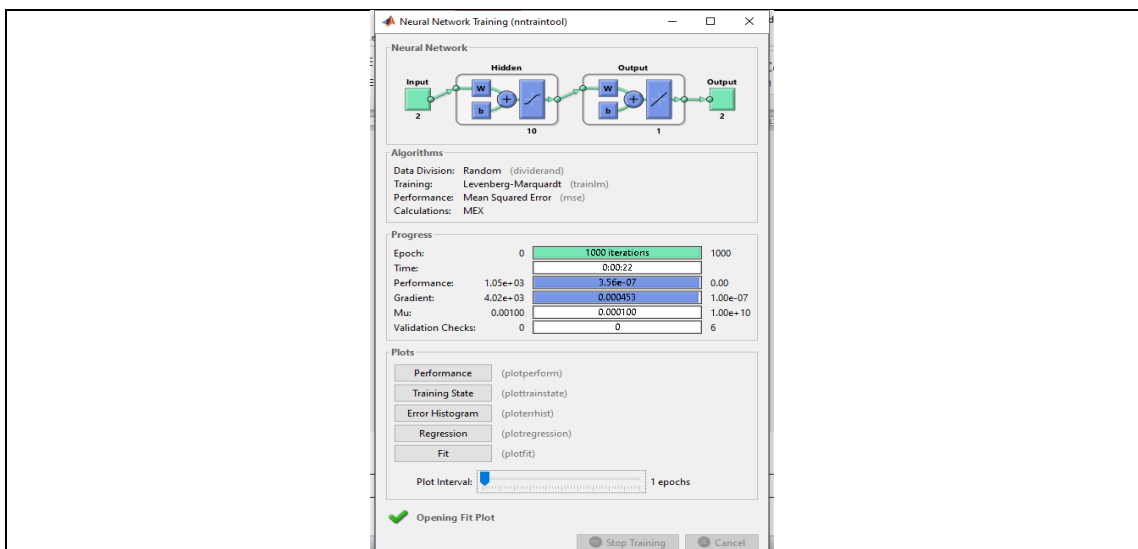 Neural Network Training (nntraintool)
Neural Network
Hidden Output
Input Output
W W
b b
2 10 1 2
Algorithms
Data Division: Random (dividerand)
Training: Levenberg-Marquardt (trainlm)
Performance: Mean Squared Error (mse)
Calculations: MEX
Progress
Epoch: 0 1000 iterations 1000
Time: 0:00:22
Performance: 1.05e+03 3.56e-07 0.00
Gradient: 4.02e+03 0.000453 1.00e-07
Mu: 0.00100 0.000100 1.00e+10
Validation Checks: 0 0 6
Plots
Performance (plotperform)
Training State (plottrainstate)
Error Histogram (ploterrhist)
Regression (plotregression)
Fit (plotfit)
Plot Interval: 1 epochs
Opening Fit Plot
Stop Training Cancel